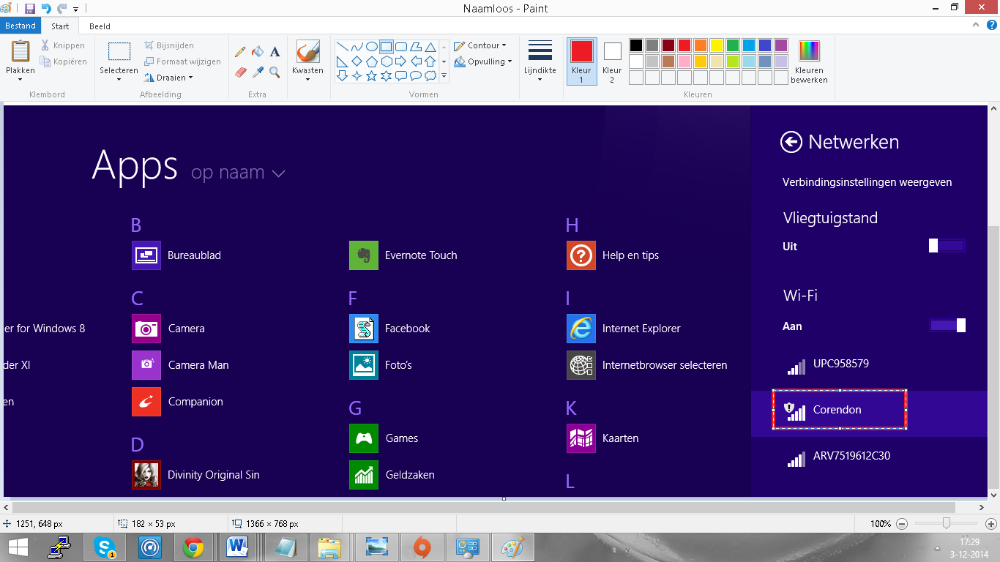 Naamloos - Paint
Bestand
Start
Beeld
Plakken
Knippen
Kopiëren
Klembord
Selecteren
Bijsnijden
Formaat wijzigen
Draaien
Afbeelding
A
Extra
Kwasten
Contour
Opvulling
Vormen
Lijndikte
Kleur
1
Kleur
2
Kleuren
bewerken
Kleuren
Apps op naam
er for Windows 8
der XI
en
B
Bureaublad
C
Camera
Camera Man
Companion
D
Divinity Original Sin
Evernote Touch
F
Facebook
Foto's
G
Games
Geldzaken
H
Help en tips
I
Internet Explorer
Internetbrowser selecteren
K
Kaarten
L
Netwerken
Verbindingsinstellingen weergeven
Vliegtuigstand
Uit
Wi-Fi
Aan
UPC958579
Corendon
ARV7519612C30
1251, 648 px
182 × 53 px
1366 × 768 px
100%
1
17:29
3-12-2014